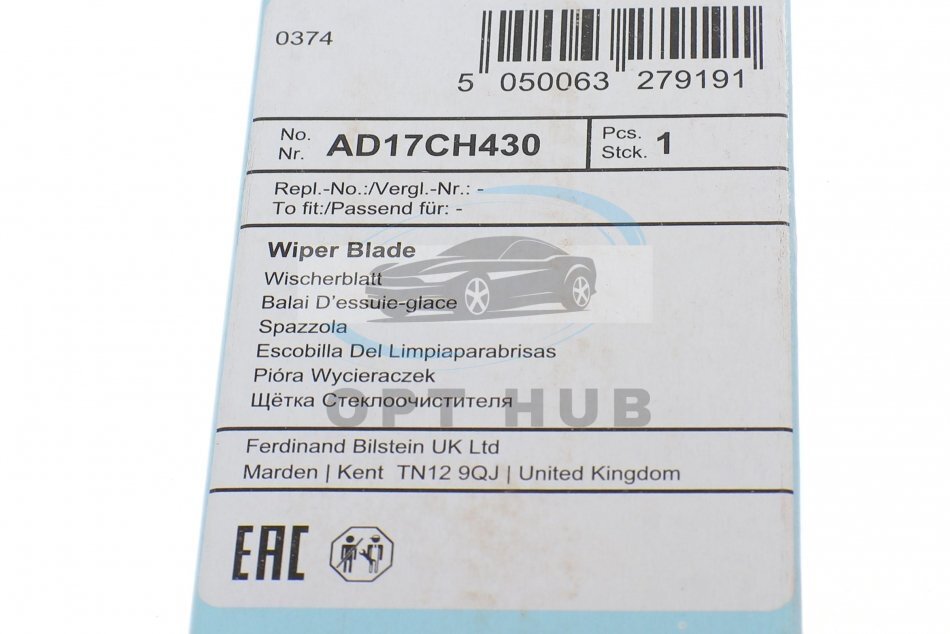 0374
5 050063 279191
No.
Nr. AD17CH430
Pcs.
Stck. 1
Repl.-No.:/Vergl.-Nr.: -
To fit:/Passend für: -
Wiper Blade
Wischerblatt
Balai D'essuie-glace
Spazzola
Escobilla Del Limpiaparabrisas
Pióra Wycieraczek
Щётка Стеклоочистителя
OPT HUB
Ferdinand Bilstein UK Ltd
Marden | Kent TN12 9QJ | United Kingdom
EAC